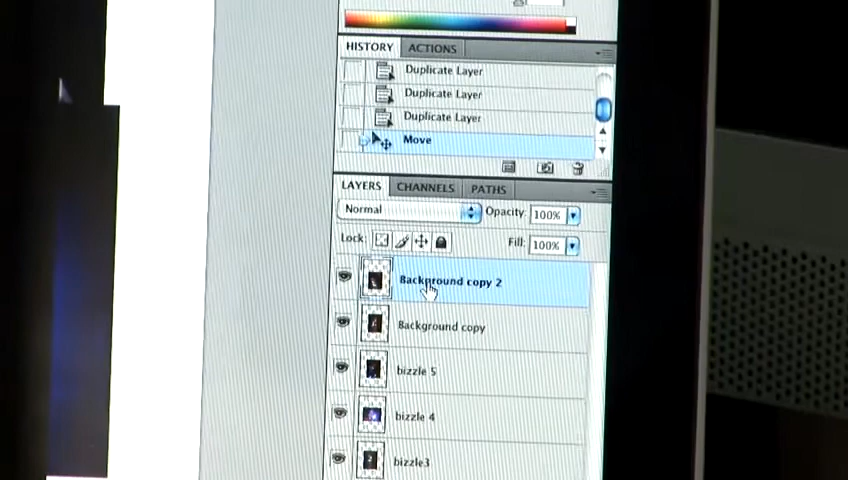 HISTORY ACTIONS
Duplicate Layer
Duplicate Layer
Duplicate Layer
Move
LAYERS CHANNELS PATHS
Normal Opacity: 100%
Lock: Fill: 100%
Background copy 2
Background copy
bizzle 5
bizzle 4
bizzle3